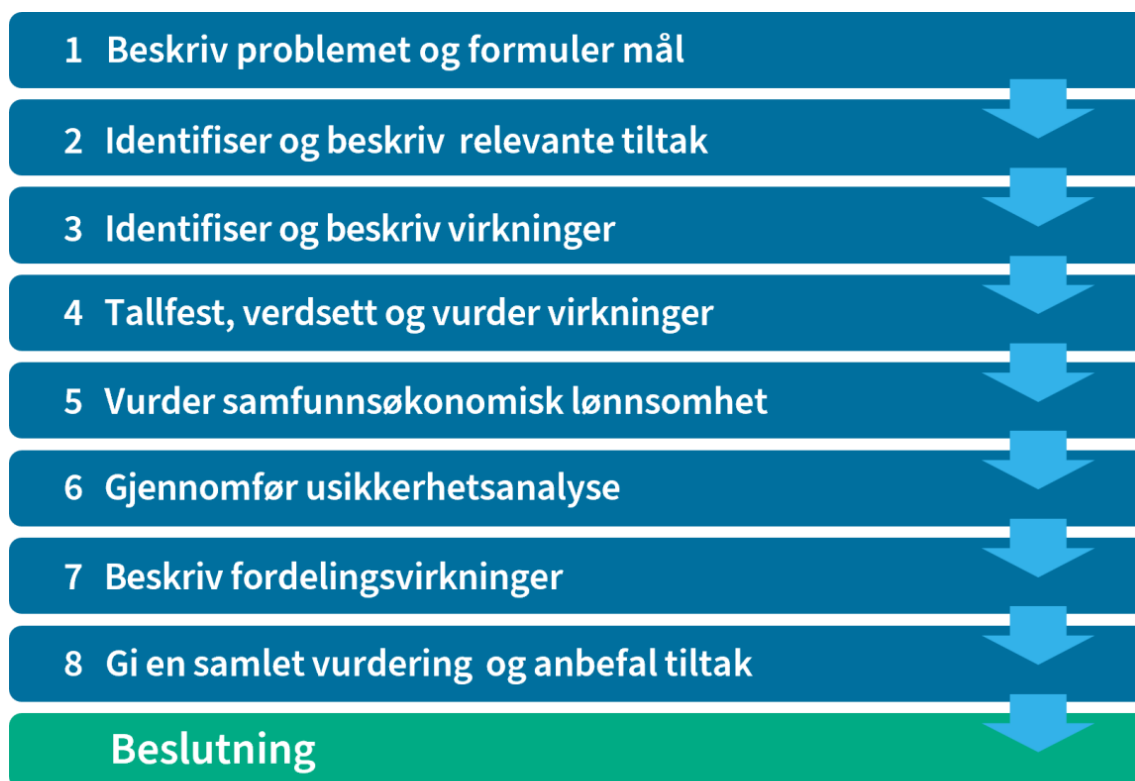 1 Beskriv problemet og formuler mål
2 Identifiser og beskriv relevante tiltak
3 Identifiser og beskriv virkninger
4 Tallfest, verdsett og vurder virkninger
5 Vurder samfunnsøkonomisk lønnsomhet
6 Gjennomfør usikkerhetsanalyse
7 Beskriv fordelingsvirkninger
8 Gi en samlet vurdering og anbefal tiltak
Beslutning